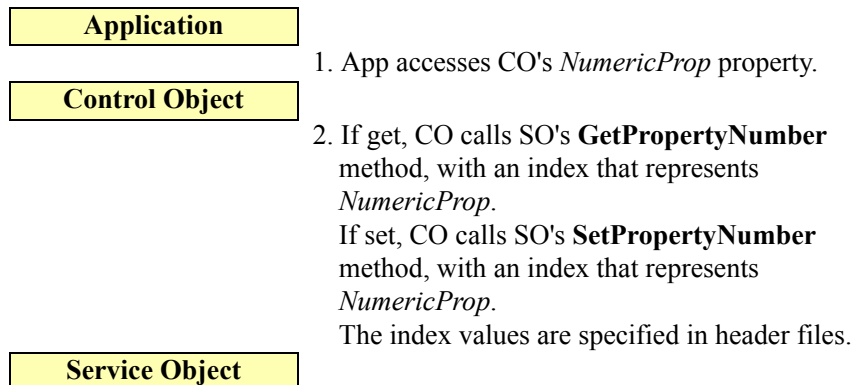 Application
1. App accesses CO's NumericProp property.
Control Object
2. If get, CO calls SO's GetPropertyNumber
method, with an index that represents
NumericProp.
If set, CO calls SO's SetPropertyNumber
method, with an index that represents
NumericProp.
The index values are specified in header files.
Service Object